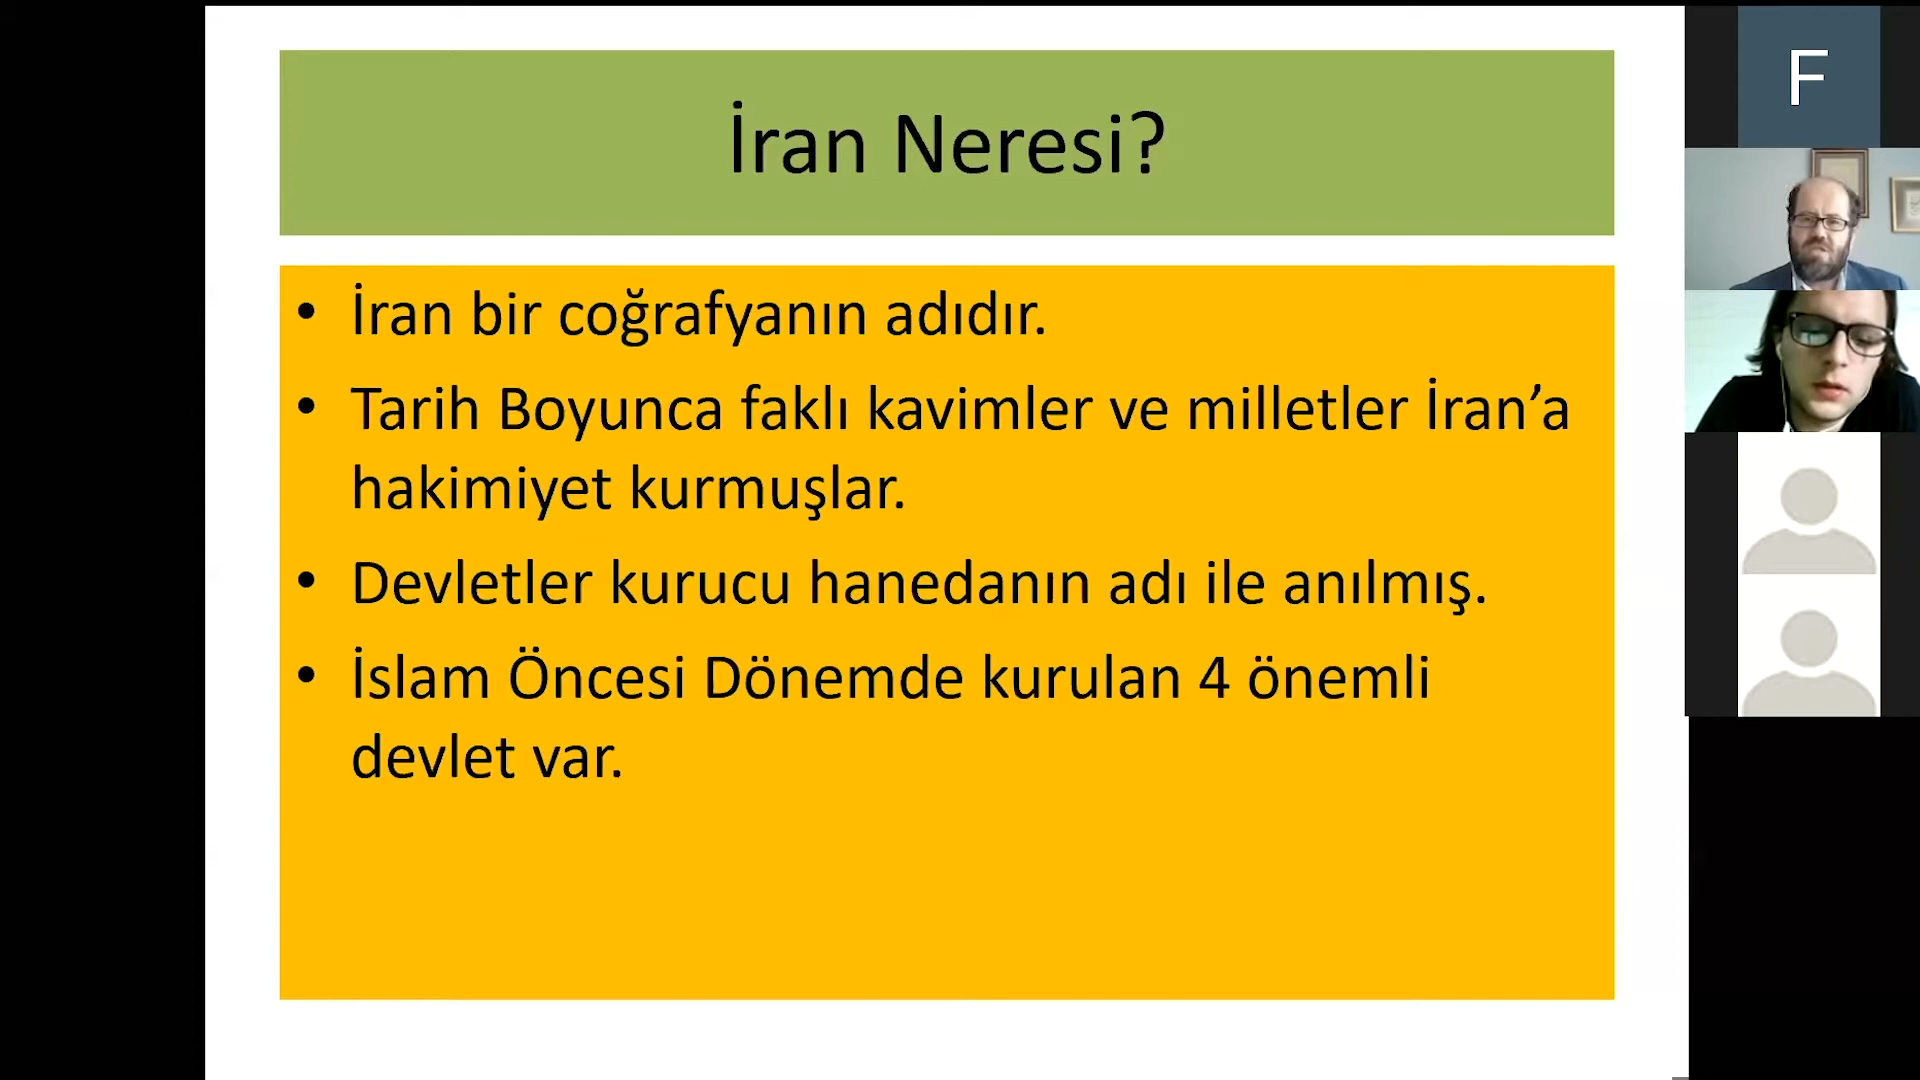 İran Neresi?
• İran bir coğrafyanın adıdır.
• Tarih Boyunca faklı kavimler ve milletler İran’a
hakimiyet kurmuşlar.
• Devletler kurucu hanedanın adı ile anılmış.
• İslam Öncesi Dönemde kurulan 4 önemli
devlet var.
F